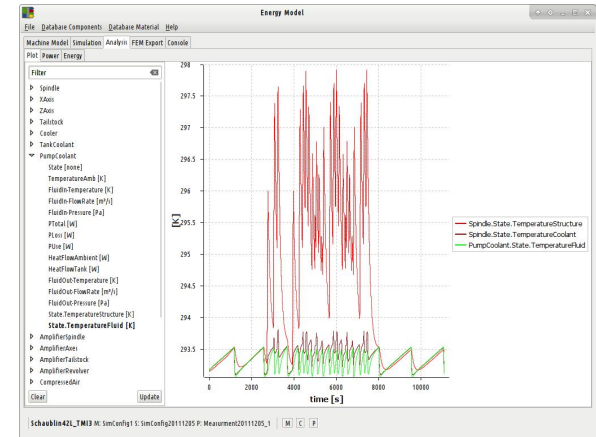 Energy Model
File Database Components Database Material Help
Machine Model Simulation Analysis FEM Export Console
Plot Power Energy
Filter
Spindle
XAxis
ZAxis
Tailstock
Cooler
TankCoolant
PumpCoolant
State [none]
TemperatureAmb [K]
FluidIn-Temperature [K]
FluidIn-FlowRate [m³/s]
FluidIn-Pressure [Pa]
PTotal [W]
PLoss [W]
PUse [W]
HeatFlowAmbient [W]
HeatFlowTank [W]
FluidOut-Temperature [K]
FluidOut-FlowRate [m³/s]
FluidOut-Pressure [Pa]
State.TemperatureStructure [K]
State.TemperatureFluid [K]
AmplifierSpindle
AmplifierAxes
AmplifierTailstock
AmplifierRevolver
CompressedAir
Clear Update
298
297.5
297
296.5
296
295.5
295
294.5
294
293.5
[K]
0 2000 4000 6000 8000 10000
time [s]
Spindle.State.TemperatureStructure
Spindle.State.TemperatureCoolant
PumpCoolant.State.TemperatureFluid
Schaublin42L_TMI3 M: SimConfig1 S: SimConfig20111205 P: Measurment20111205_1 M C P